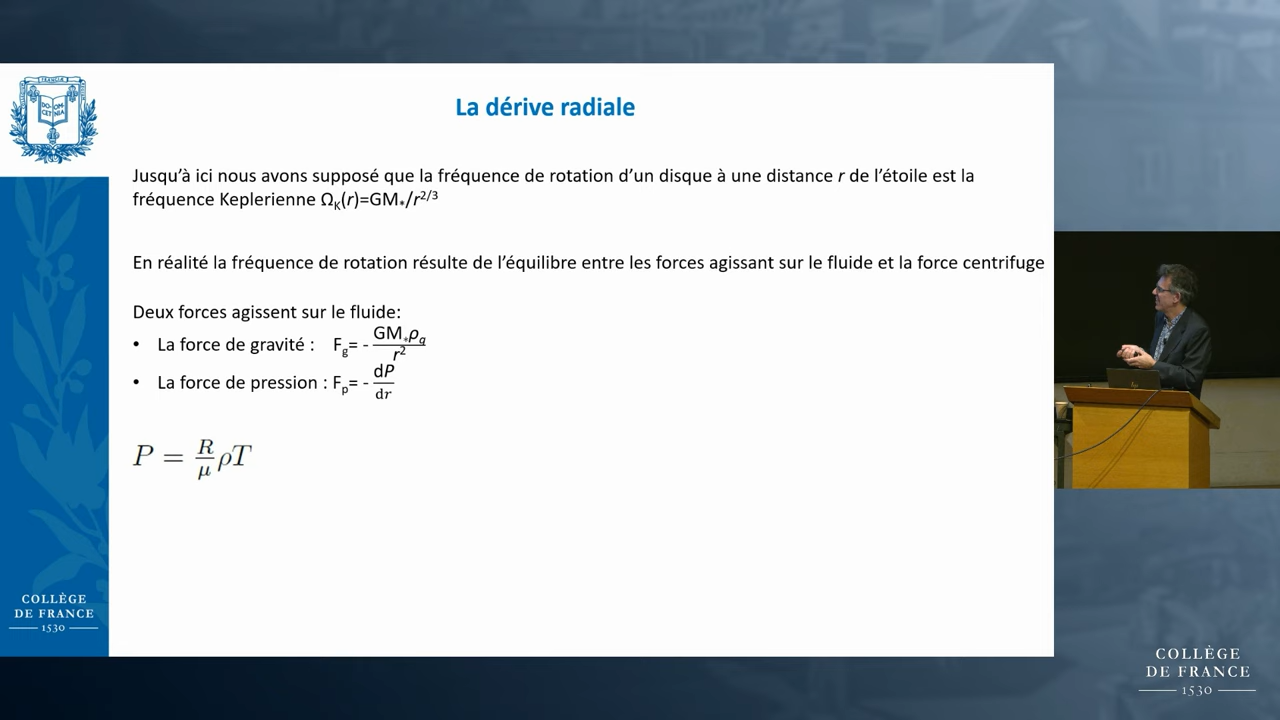 La dérive radiale
Jusqu'à ici nous avons supposé que la fréquence de rotation d'un disque à une distance r de l'étoile est la
fréquence Keplerienne Ω_K(r)=GM_*/r^{2/3}
En réalité la fréquence de rotation résulte de l'équilibre entre les forces agissant sur le fluide et la force centrifuge
Deux forces agissent sur le fluide:
• La force de gravité : F_g= - GM_*ρ_g / r^2
• La force de pression : F_p= - dP / dr
P = R/μ ρT
COLLÈGE
DE FRANCE
1530
COLLÈGE
DE FRANCE
1530